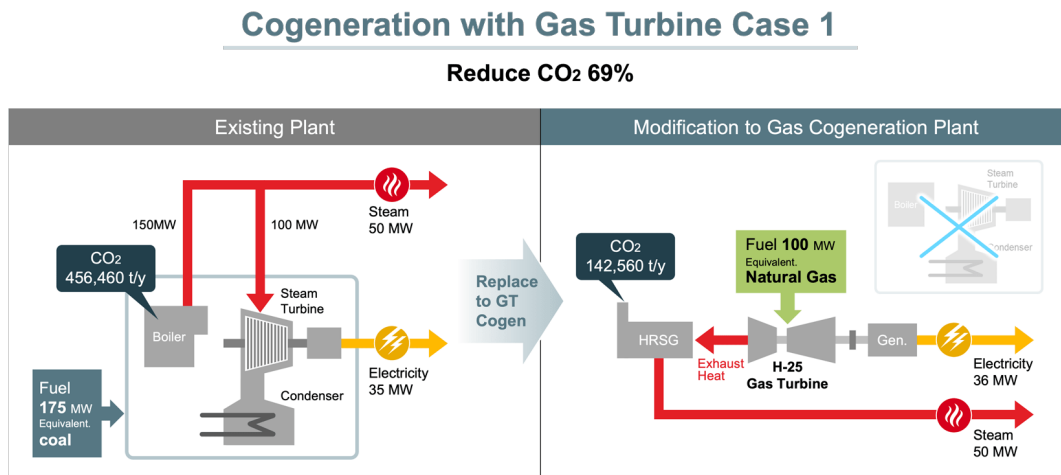 Cogeneration with Gas Turbine Case 1
Reduce CO₂ 69%
Existing Plant
Modification to Gas Cogeneration Plant
150MW
100 MW
Steam
50 MW
CO₂
456,460 t/y
Boiler
Steam
Turbine
Condenser
Electricity
35 MW
Fuel
175 MW
Equivalent.
coal
Replace
to GT
Cogen
CO₂
142,560 t/y
Fuel 100 MW
Equivalent.
Natural Gas
Boiler
Steam
Turbine
Condenser
HRSG
Exhaust
Heat
H-25
Gas Turbine
Gen.
Electricity
36 MW
Steam
50 MW